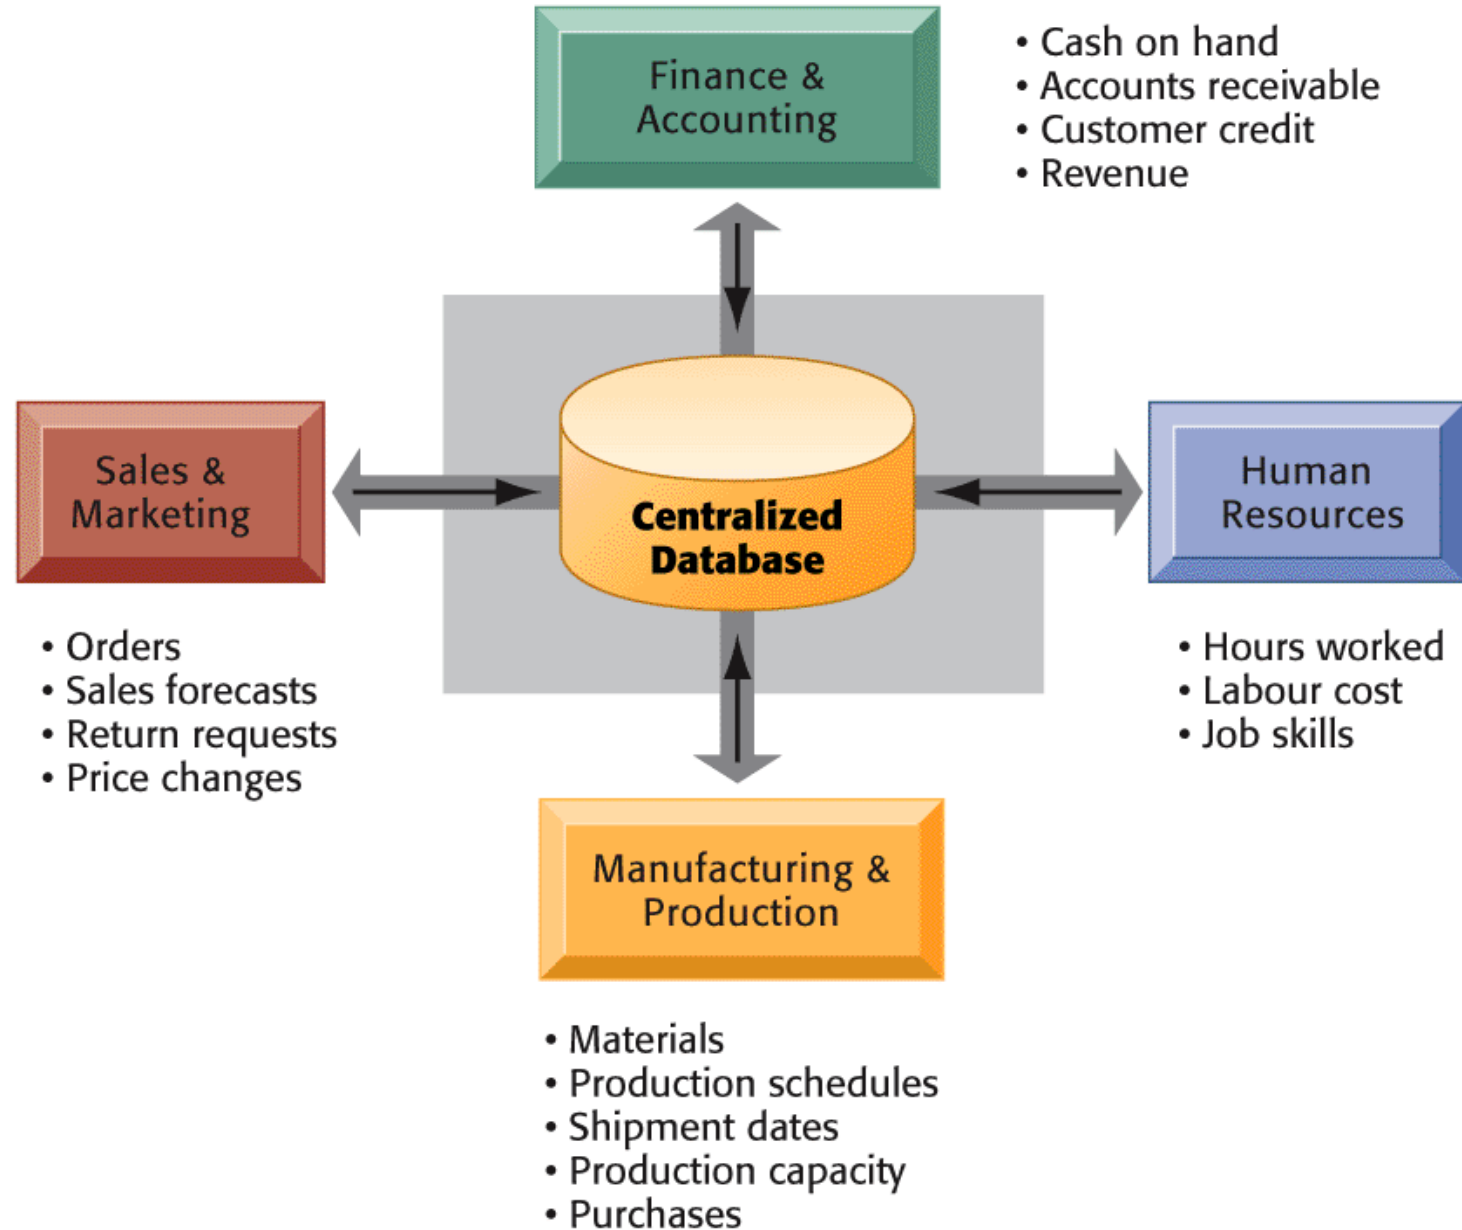 Finance &
Accounting
• Cash on hand
• Accounts receivable
• Customer credit
• Revenue
Sales &
Marketing
• Orders
• Sales forecasts
• Return requests
• Price changes
Centralized
Database
Human
Resources
• Hours worked
• Labour cost
• Job skills
Manufacturing &
Production
• Materials
• Production schedules
• Shipment dates
• Production capacity
• Purchases